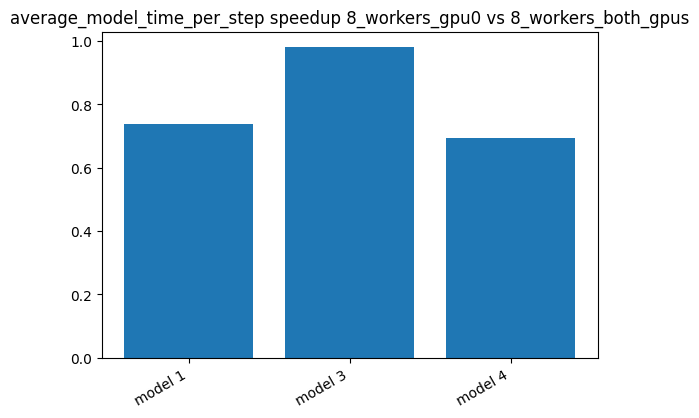 average_model_time_per_step speedup 8_workers_gpu0 vs 8_workers_both_gpus
1.0
0.8
0.6
0.4
0.2
0.0
model 1
model 3
model 4